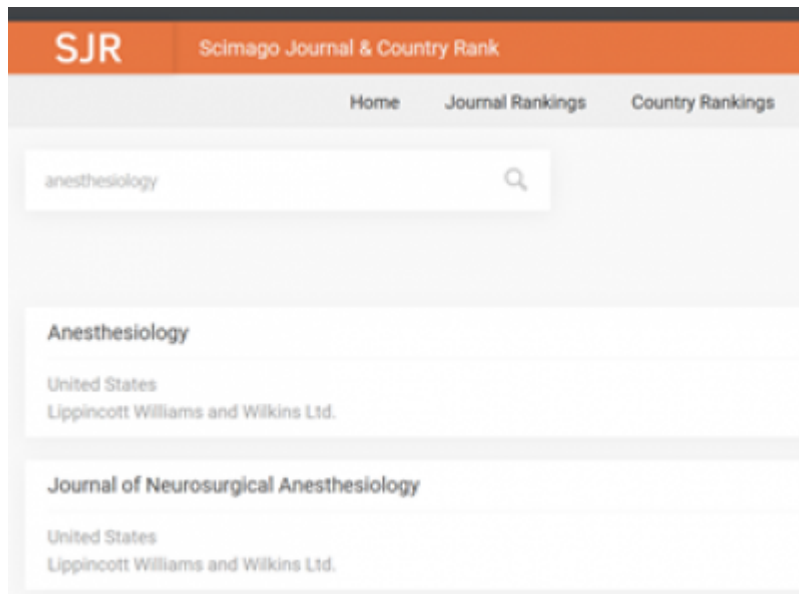 SJR Scimago Journal & Country Rank
Home Journal Rankings Country Rankings
anesthesiology
Anesthesiology
United States
Lippincott Williams and Wilkins Ltd.
Journal of Neurosurgical Anesthesiology
United States
Lippincott Williams and Wilkins Ltd.